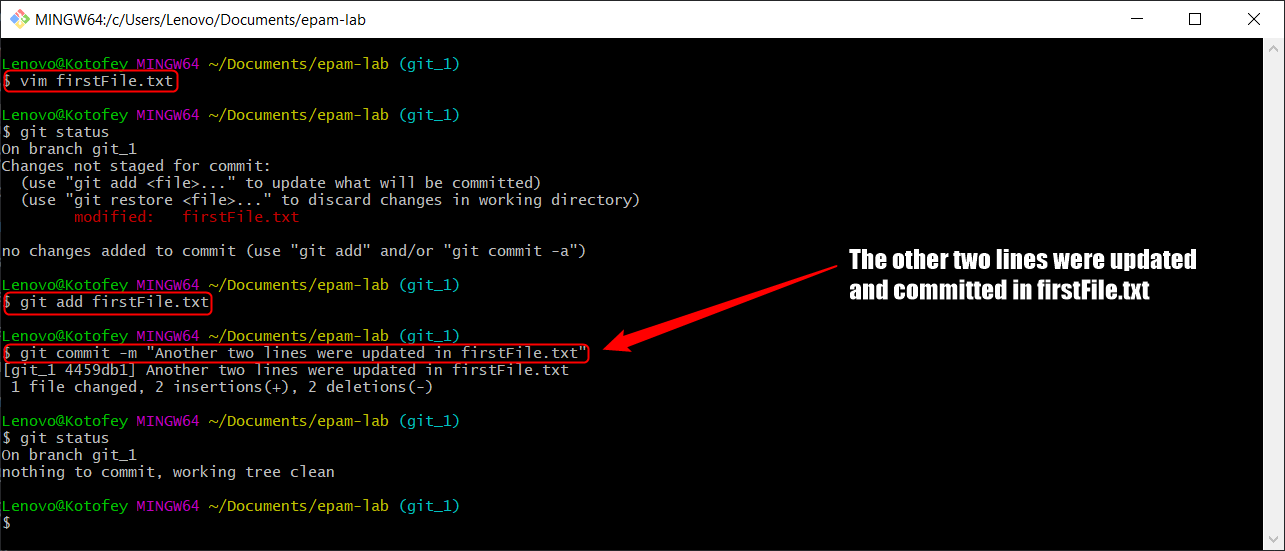 MINGW64:/c/Users/Lenovo/Documents/epam-lab
Lenovo@Kotofey MINGW64 ~/Documents/epam-lab (git_1)
$ vim firstFile.txt
Lenovo@Kotofey MINGW64 ~/Documents/epam-lab (git_1)
$ git status
On branch git_1
Changes not staged for commit:
  (use "git add <file>..." to update what will be committed)
  (use "git restore <file>..." to discard changes in working directory)
        modified:   firstFile.txt
no changes added to commit (use "git add" and/or "git commit -a")
Lenovo@Kotofey MINGW64 ~/Documents/epam-lab (git_1)
$ git add firstFile.txt
Lenovo@Kotofey MINGW64 ~/Documents/epam-lab (git_1)
$ git commit -m "Another two lines were updated in firstFile.txt"
[git_1 4459db1] Another two lines were updated in firstFile.txt
 1 file changed, 2 insertions(+), 2 deletions(-)
Lenovo@Kotofey MINGW64 ~/Documents/epam-lab (git_1)
$ git status
On branch git_1
nothing to commit, working tree clean
Lenovo@Kotofey MINGW64 ~/Documents/epam-lab (git_1)
$
The other two lines were updated
and committed in firstFile.txt